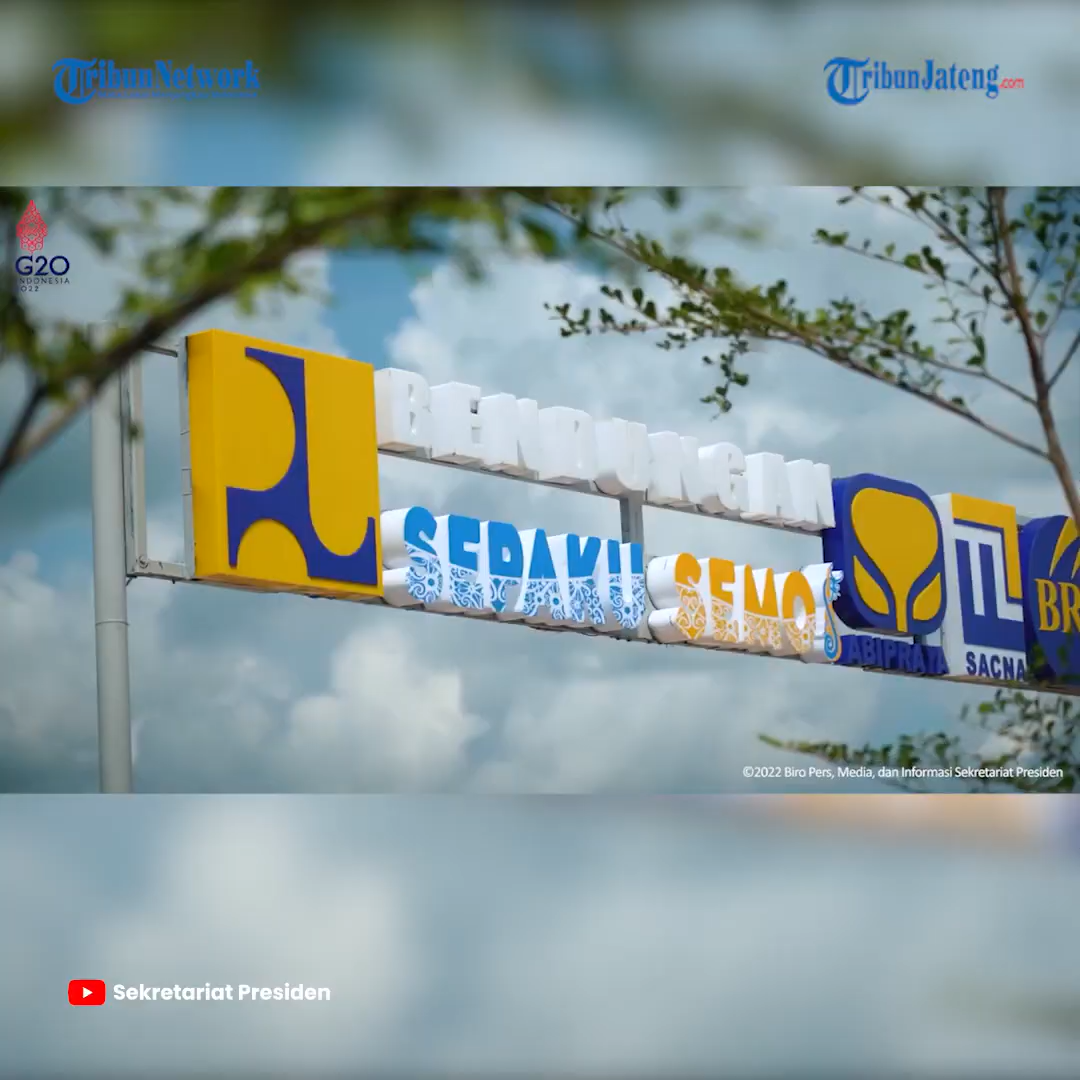 TribunNetwork
TribunJateng.com
G20
INDONESIA
2022
BENDUNGAN
SEPAKU SEMOI
ABIPRAYA
SACNA
BR
©2022 Biro Pers, Media, dan Informasi Sekretariat Presiden
Sekretariat Presiden